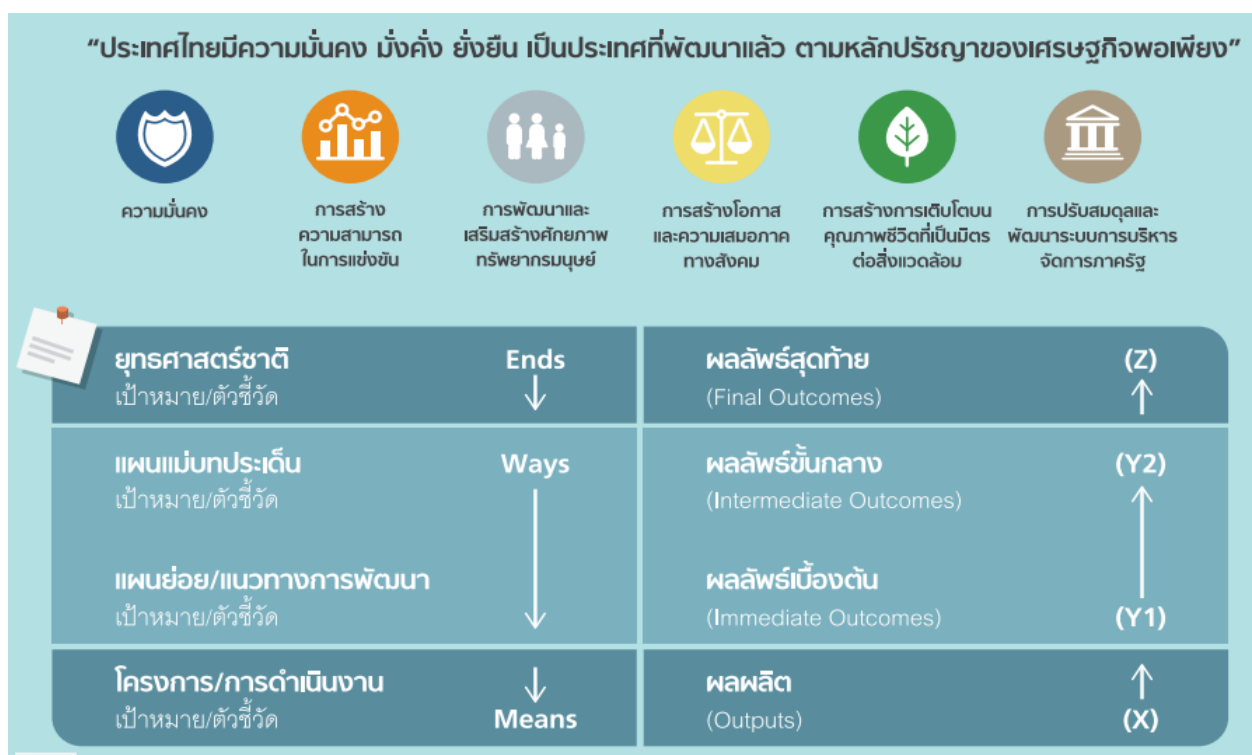 “ประเทศไทยมีความมั่นคง มั่งคั่ง ยั่งยืน เป็นประเทศที่พัฒนาแล้ว ตามหลักปรัชญาของเศรษฐกิจพอเพียง”
ความมั่นคง
การสร้าง
ความสามารถ
ในการแข่งขัน
การพัฒนาและ
เสริมสร้างศักยภาพ
ทรัพยากรมนุษย์
การสร้างโอกาส
และความเสมอภาค
ทางสังคม
การสร้างการเติบโตบน
คุณภาพชีวิตที่เป็นมิตร
ต่อสิ่งแวดล้อม
การปรับสมดุลและ
พัฒนาระบบการบริหาร
จัดการภาครัฐ
ยุทธศาสตร์ชาติ Ends
เป้าหมาย/ตัวชี้วัด
ผลลัพธ์สุดท้าย (Z)
(Final Outcomes)
แผนแม่บทประเด็น Ways
เป้าหมาย/ตัวชี้วัด
ผลลัพธ์ขั้นกลาง (Y2)
(Intermediate Outcomes)
แผนย่อย/แนวทางการพัฒนา
เป้าหมาย/ตัวชี้วัด
ผลลัพธ์เบื้องต้น
(Immediate Outcomes) (Y1)
โครงการ/การดำเนินงาน
เป้าหมาย/ตัวชี้วัด Means
ผลผลิต
(Outputs) (X)